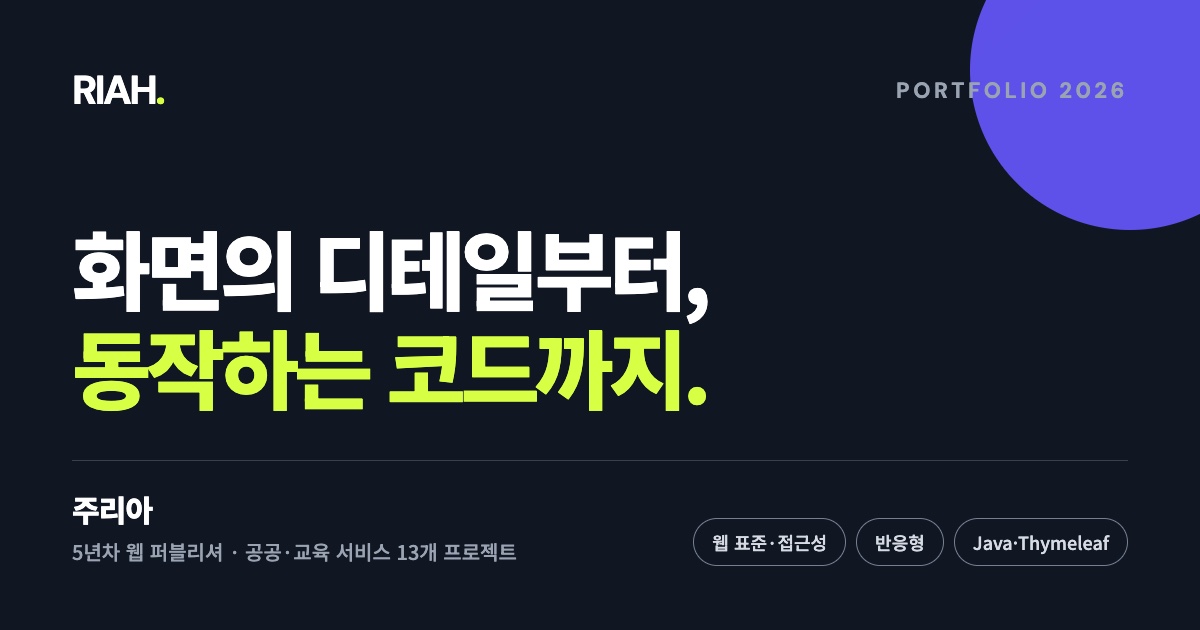 RIAH.
PORTFOLIO 2026
화면의 디테일부터,
동작하는 코드까지.
주리아
5년차 웹 퍼블리셔 · 공공·교육 서비스 13개 프로젝트
웹 표준·접근성
반응형
Java·Thymeleaf